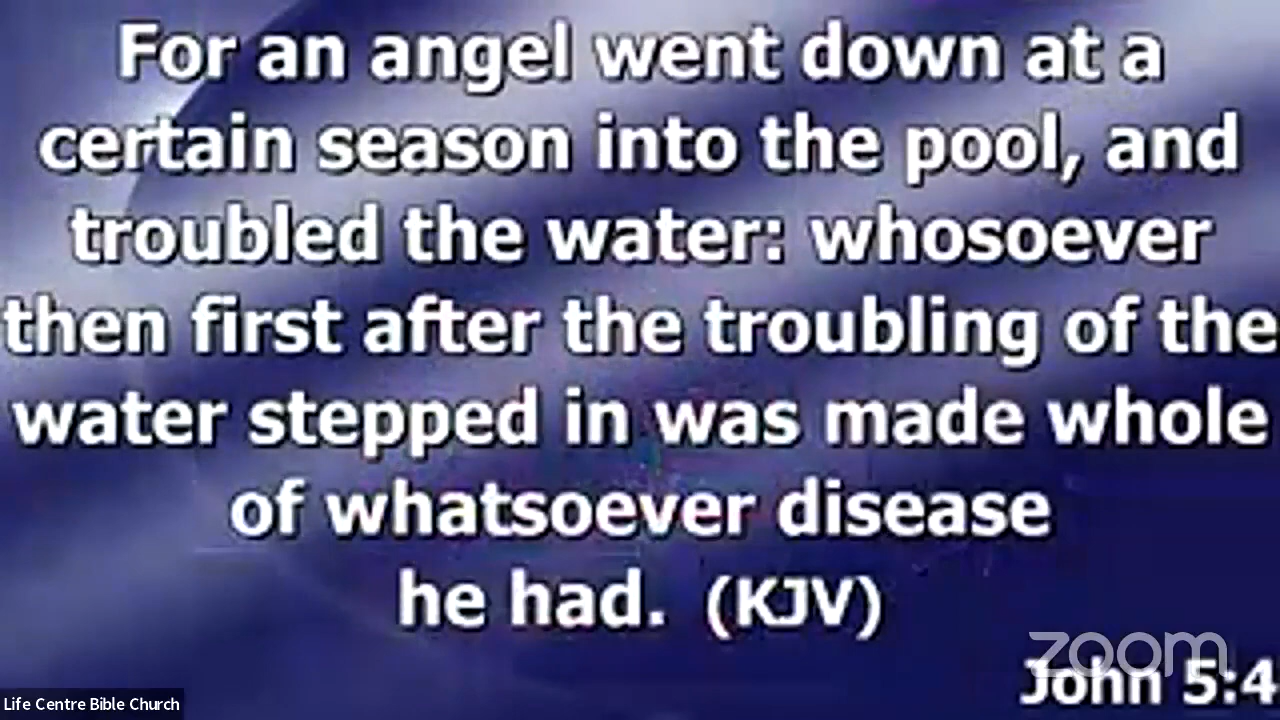 For an angel went down at a
certain season into the pool, and
troubled the water: whosoever
then first after the troubling of the
water stepped in was made whole
of whatsoever disease
he had. (KJV)
zoom
John 5:4
Life Centre Bible Church